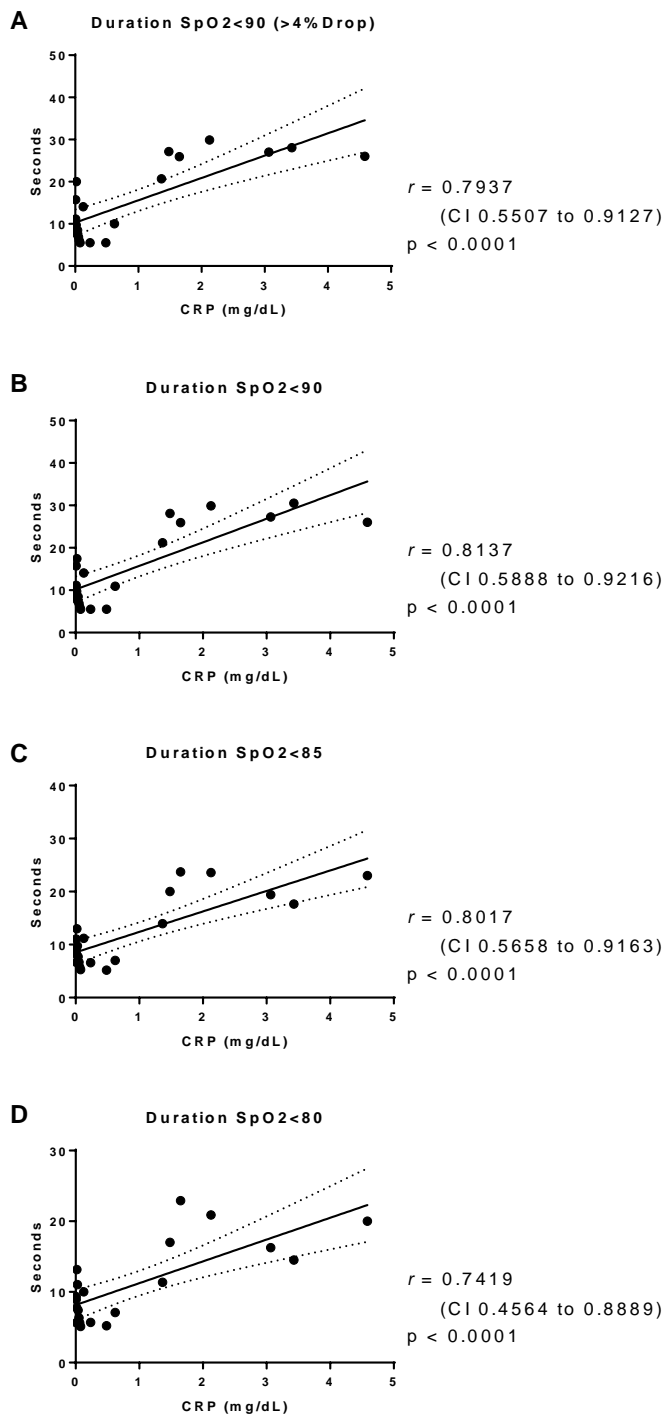 A
Duration SpO2<90 (>4% Drop)
50
40
30
20
10
0
Seconds
0 1 2 3 4 5
CRP (mg/dL)
r = 0.7937
(CI 0.5507 to 0.9127)
p < 0.0001
B
Duration SpO2<90
50
40
30
20
10
0
Seconds
0 1 2 3 4 5
CRP (mg/dL)
r = 0.8137
(CI 0.5888 to 0.9216)
p < 0.0001
C
Duration SpO2<85
40
30
20
10
0
Seconds
0 1 2 3 4 5
CRP (mg/dL)
r = 0.8017
(CI 0.5658 to 0.9163)
p < 0.0001
D
Duration SpO2<80
30
20
10
0
Seconds
0 1 2 3 4 5
CRP (mg/dL)
r = 0.7419
(CI 0.4564 to 0.8889)
p < 0.0001